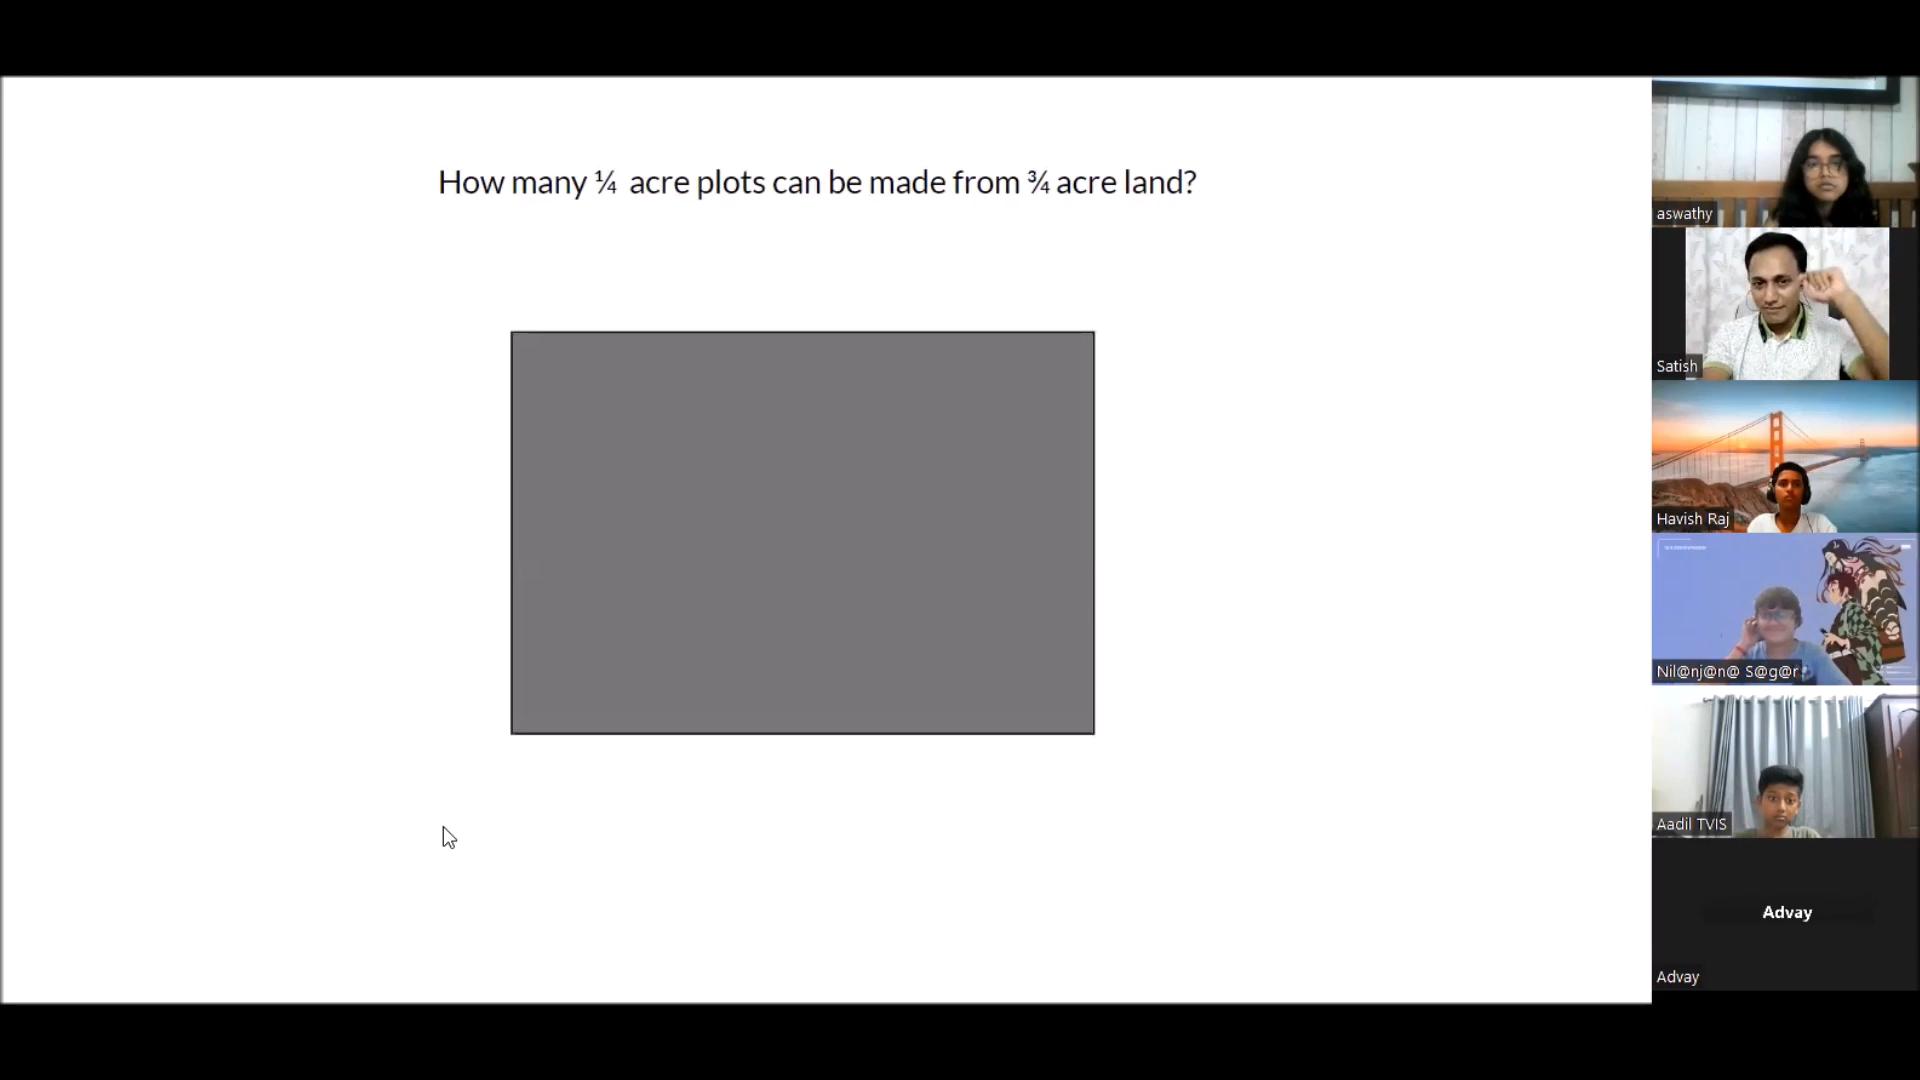 How many ¼ acre plots can be made from ¾ acre land?
aswathy
Satish
Havish Raj
Nil@nj@n@ S@g@r
Aadil TVIS
Advay
Advay